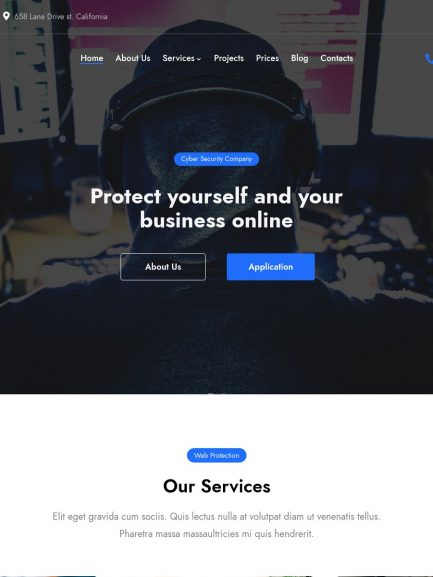 658 Lane Drive st. California
Home About Us Services Projects Prices Blog Contacts
Cyber Security Company
Protect yourself and your
business online
About Us Application
Web Protection
Our Services
Elit eget gravida cum sociis. Quis lectus nulla at volutpat diam ut venenatis tellus.
Pharetra massa massaultricies mi quis hendrerit.